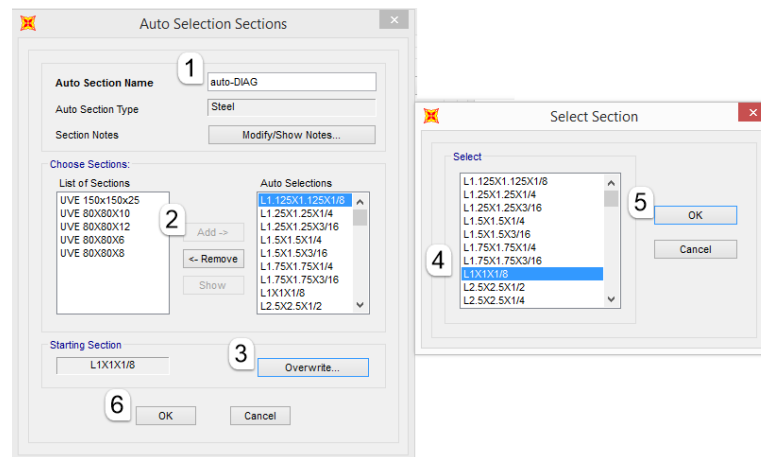 Auto Selection Sections
1
Auto Section Name
auto-DIAG
Auto Section Type
Steel
Section Notes
Modify/Show Notes...
Choose Sections:
List of Sections
UVE 150x150x25
UVE 80X80X10
UVE 80X80X12
UVE 80X80X6
UVE 80X80X8
2
Add ->
<- Remove
Show
Auto Selections
L1.125X1.125X1/8
L1.25X1.25X1/4
L1.25X1.25X3/16
L1.5X1.5X1/4
L1.5X1.5X3/16
L1.75X1.75X1/4
L1.75X1.75X3/16
L1X1X1/8
L2.5X2.5X1/2
Starting Section
L1X1X1/8
3
Overwrite...
6
OK
Cancel
Select Section
Select
L1.125X1.125X1/8
L1.25X1.25X1/4
L1.25X1.25X3/16
L1.5X1.5X1/4
L1.5X1.5X3/16
L1.75X1.75X1/4
L1.75X1.75X3/16
4
L1X1X1/8
L2.5X2.5X1/2
L2.5X2.5X1/4
5
OK
Cancel